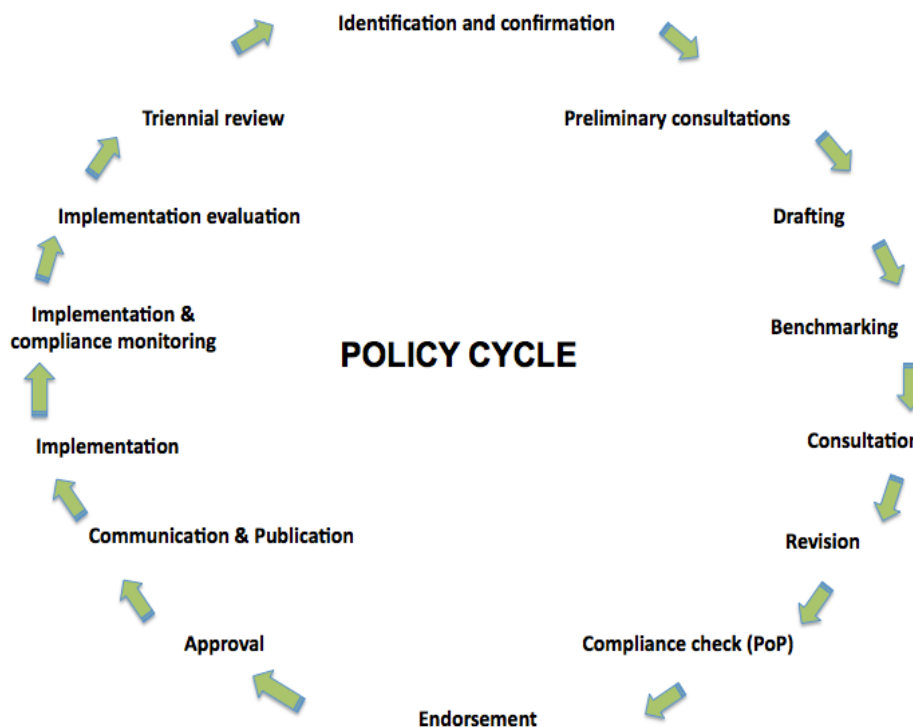 Identification and confirmation
Triennial review
Preliminary consultations
Implementation evaluation
Drafting
Implementation &
compliance monitoring
Benchmarking
POLICY CYCLE
Implementation
Consultation
Communication & Publication
Revision
Approval
Compliance check (PoP)
Endorsement